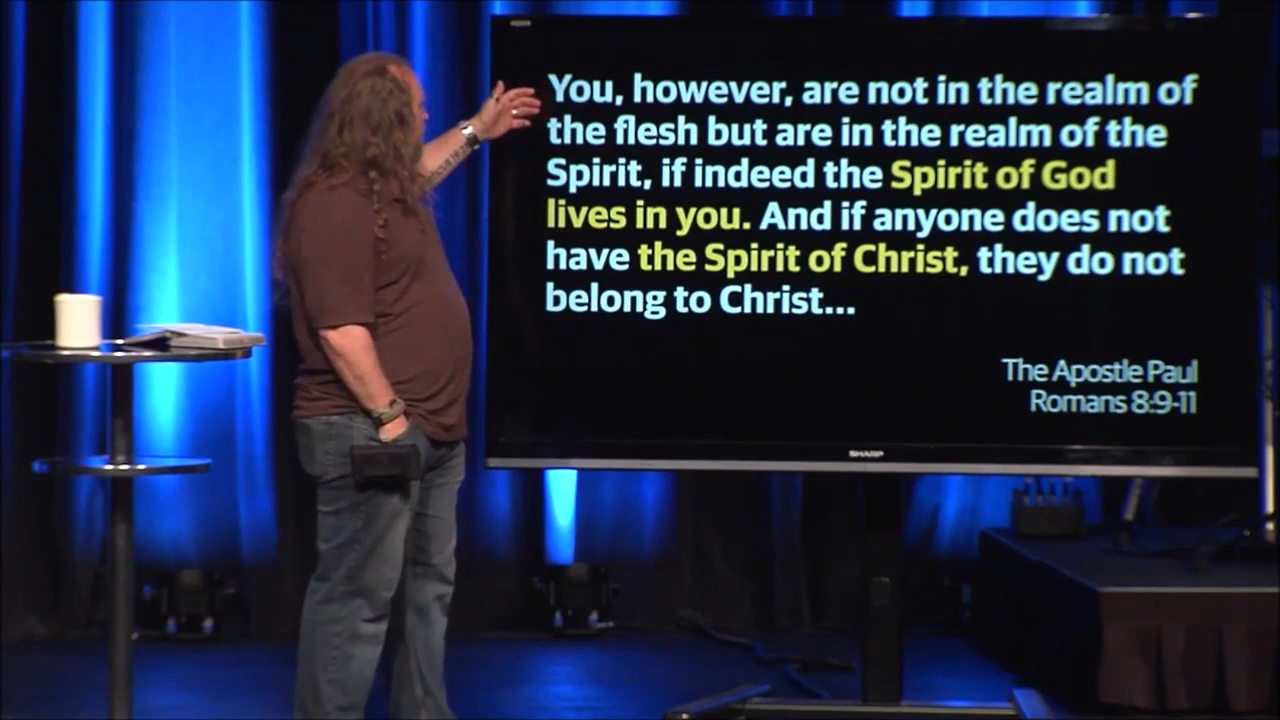 You, however, are not in the realm of
the flesh but are in the realm of the
Spirit, if indeed the Spirit of God
lives in you. And if anyone does not
have the Spirit of Christ, they do not
belong to Christ...
The Apostle Paul
Romans 8:9-11
SHARP